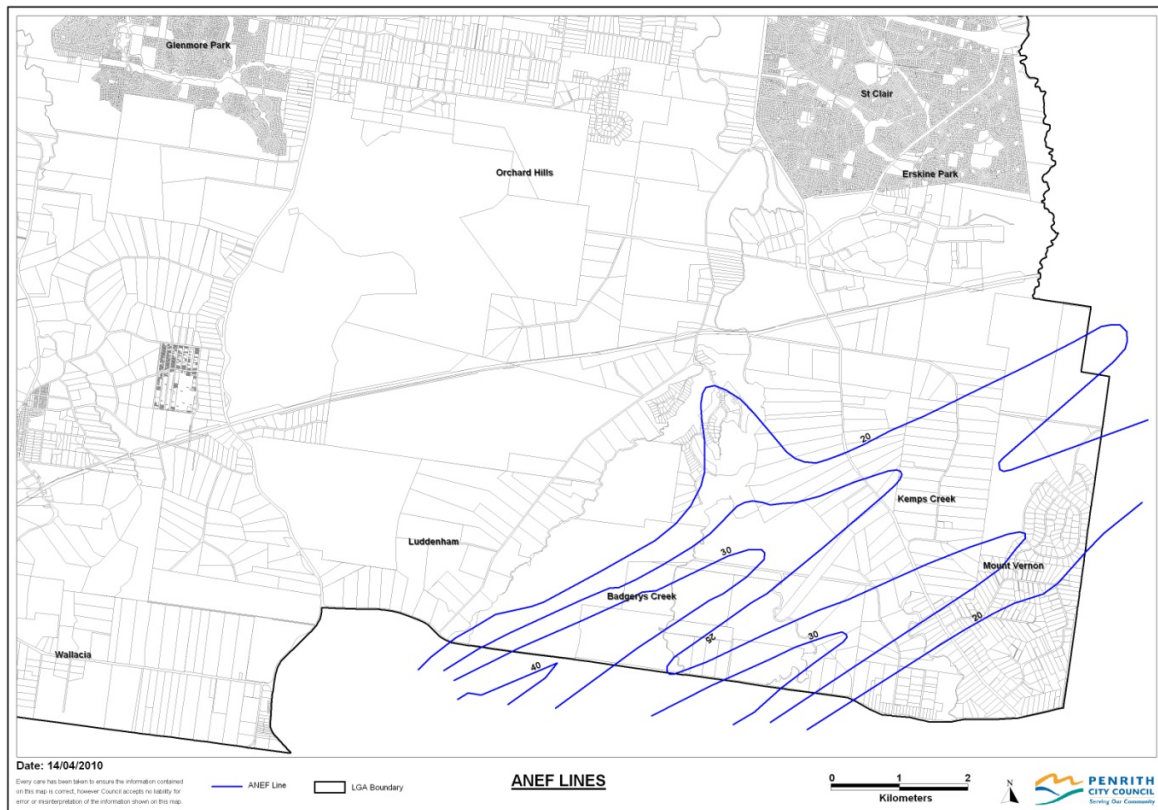 Glenmore Park
St Clair
Orchard Hills
Erskine Park
20
Kemps Creek
Luddenham
30
Mount Vernon
Badgerys Creek
20
25
30
Wallacia
40
Date: 14/04/2010
Every care has been taken to ensure the information contained
on this map is correct, however Council accepts no liability for
error or misinterpretation of the information shown on this map.
ANEF Line
LGA Boundary
ANEF LINES
0 1 2
Kilometers
N
PENRITH
CITY COUNCIL
Serving Our Community